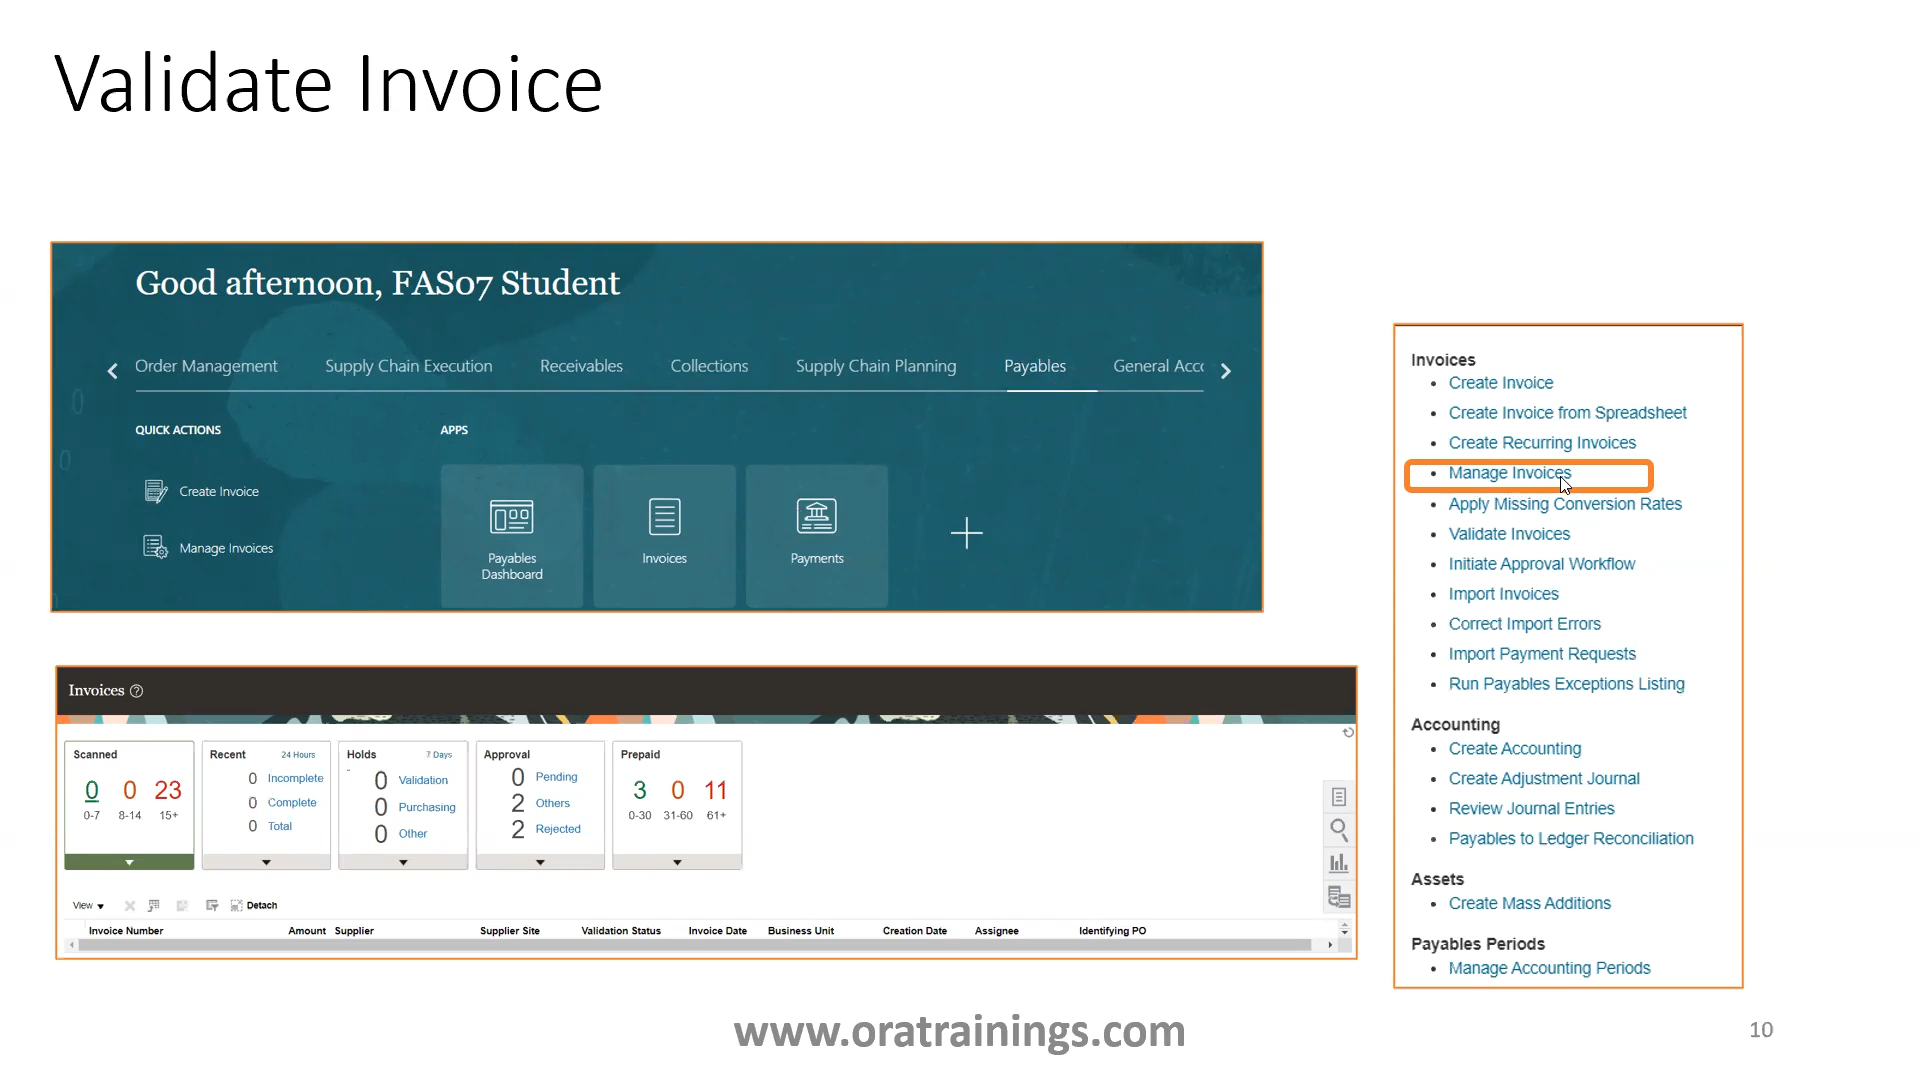 Validate Invoice
Good afternoon, FAS07 Student
Order Management Supply Chain Execution Receivables Collections Supply Chain Planning Payables General Acc
QUICK ACTIONS APPS
Create Invoice
Manage Invoices
Payables
Dashboard
Invoices
Payments
Invoices
Scanned
0 0 23
0-7 8-14 15+
Recent 24 Hours
0 Incomplete
0 Complete
0 Total
Holds 7 Days
0 Validation
0 Purchasing
0 Other
Approval
0 Pending
2 Others
2 Rejected
Prepaid
3 0 11
0-30 31-60 61+
View Detach
Invoice Number Amount Supplier Supplier Site Validation Status Invoice Date Business Unit Creation Date Assignee Identifying PO
Invoices
• Create Invoice
• Create Invoice from Spreadsheet
• Create Recurring Invoices
• Manage Invoices
• Apply Missing Conversion Rates
• Validate Invoices
• Initiate Approval Workflow
• Import Invoices
• Correct Import Errors
• Import Payment Requests
• Run Payables Exceptions Listing
Accounting
• Create Accounting
• Create Adjustment Journal
• Review Journal Entries
• Payables to Ledger Reconciliation
Assets
• Create Mass Additions
Payables Periods
• Manage Accounting Periods
www.oratrainings.com
10